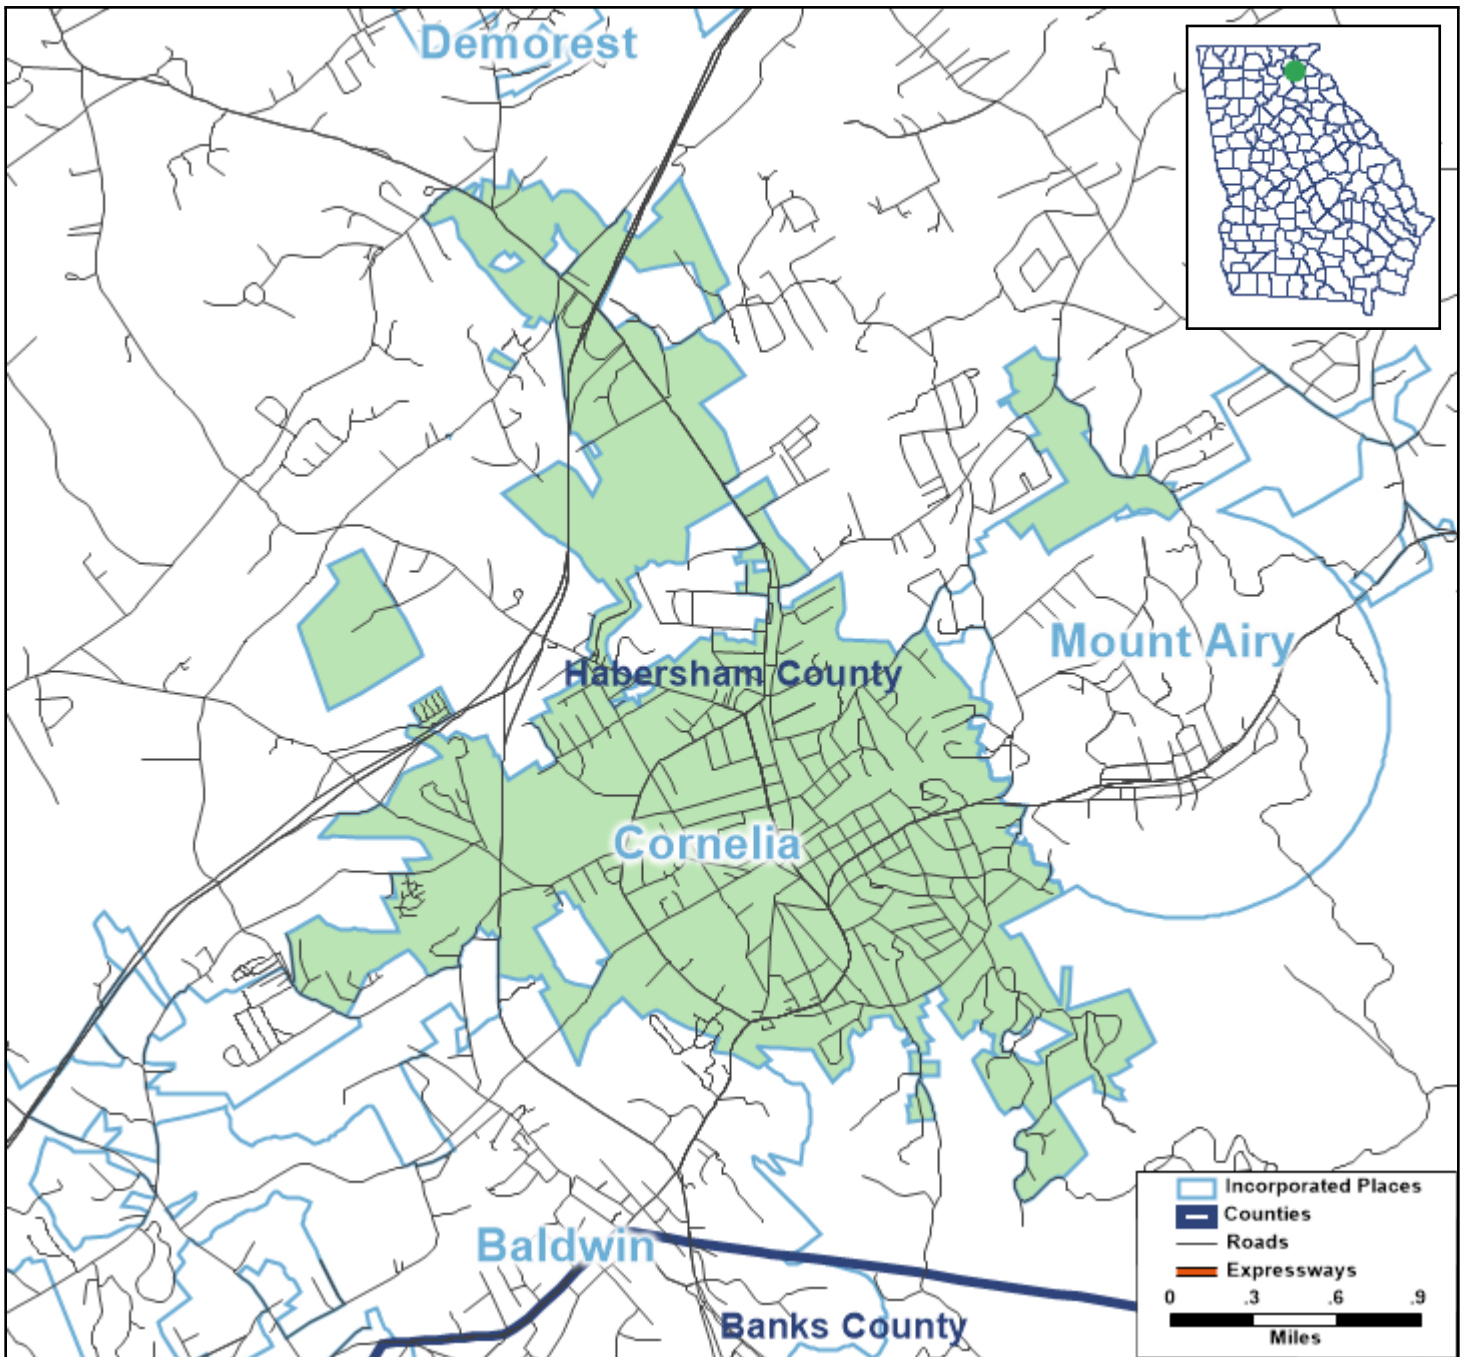 Demorest
Mount Airy
Habersham County
Cornelia
Baldwin
Banks County
Incorporated Places
Counties
Roads
Expressways
0 .3 .6 .9
Miles